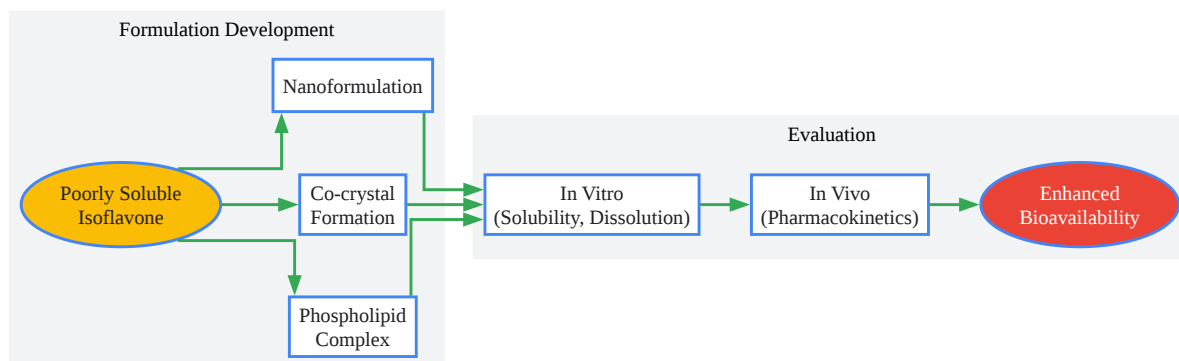 Formulation Development
Nanoformulation
Poorly Soluble
Isoflavone
Co-crystal
Formation
Phospholipid
Complex
Evaluation
In Vitro
(Solubility, Dissolution)
In Vivo
(Pharmacokinetics)
Enhanced
Bioavailability